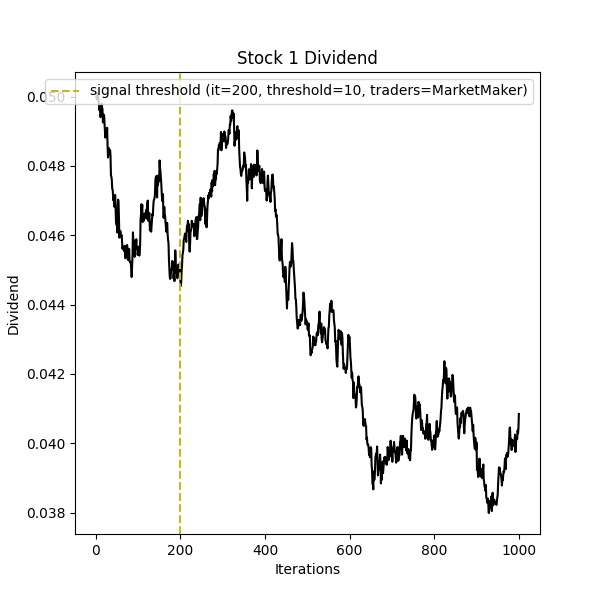 Stock 1 Dividend
signal threshold (it=200, threshold=10, traders=MarketMaker)
0.050
0.048
0.046
0.044
0.042
0.040
0.038
Dividend
0 200 400 600 800 1000
Iterations